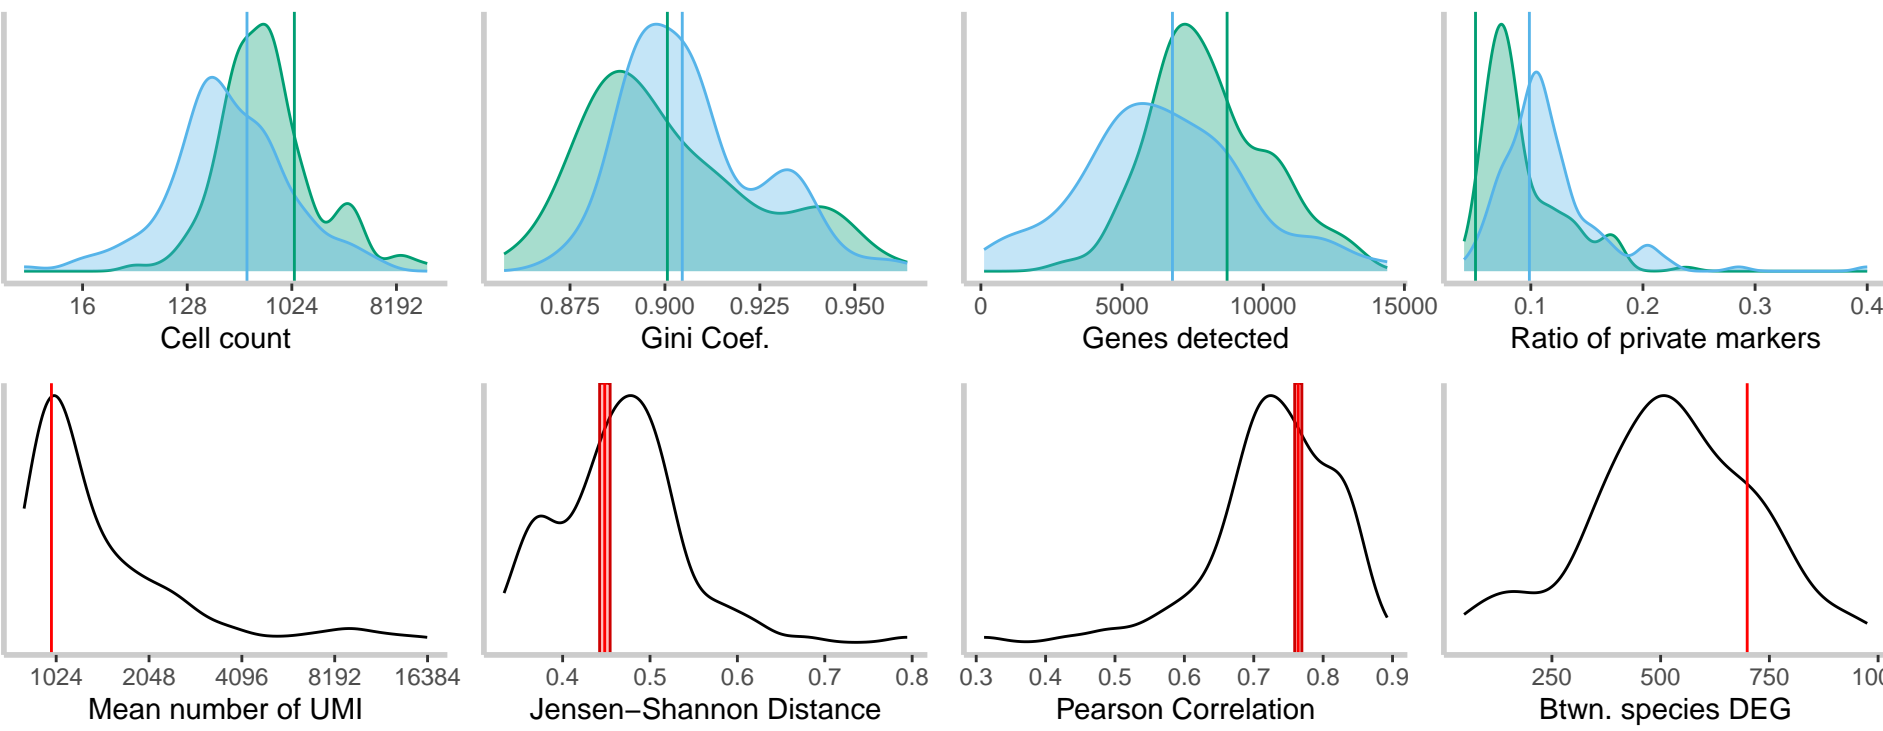 16 128 1024 8192
Cell count
0.875 0.900 0.925 0.950
Gini Coef.
0 5000 10000 14000
Genes detected
0.1 0.2 0.3 0.4
Ratio of private markers
1024 2048 4096 8192 16384
Mean number of UMI
0.4 0.5 0.6 0.7 0.8
Jensen−Shannon Distance
0.3 0.4 0.5 0.6 0.7 0.8 0.9
Pearson Correlation
250 500 750 100
Btwn. species DEG